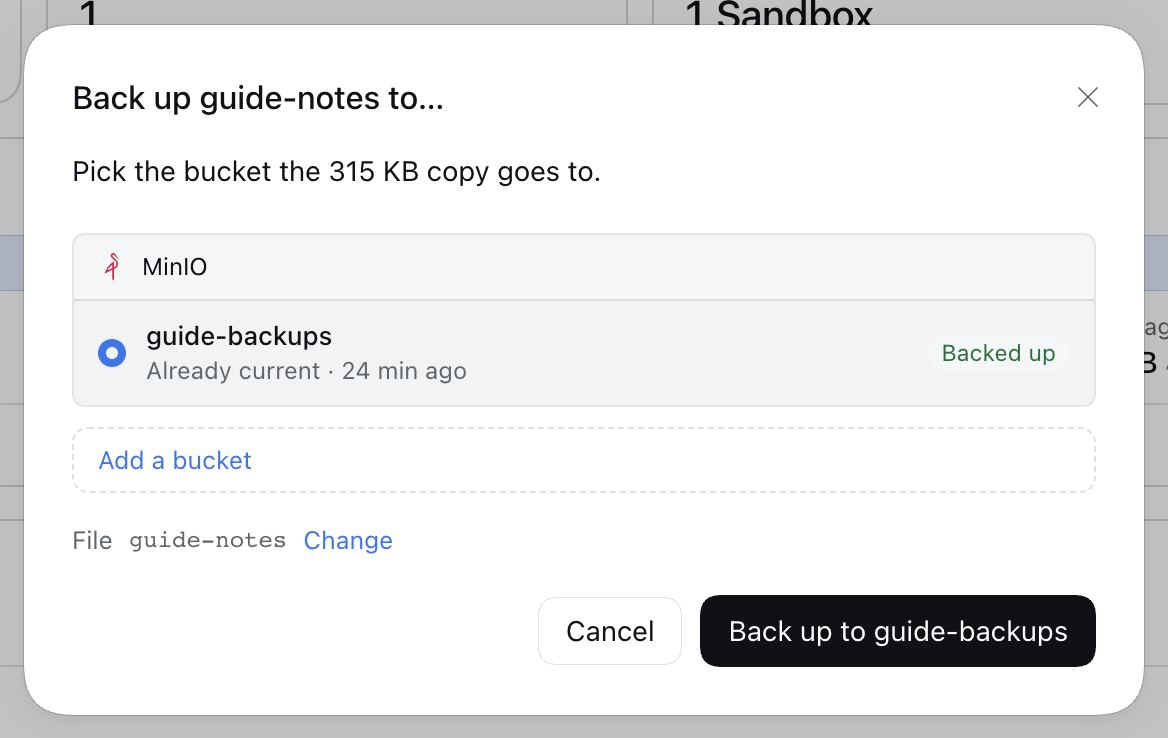 1
1 Sandbox
Back up guide-notes to...
Pick the bucket the 315 KB copy goes to.
MinIO
guide-backups
Already current · 24 min ago
Backed up
Add a bucket
File guide-notes Change
Cancel
Back up to guide-backups